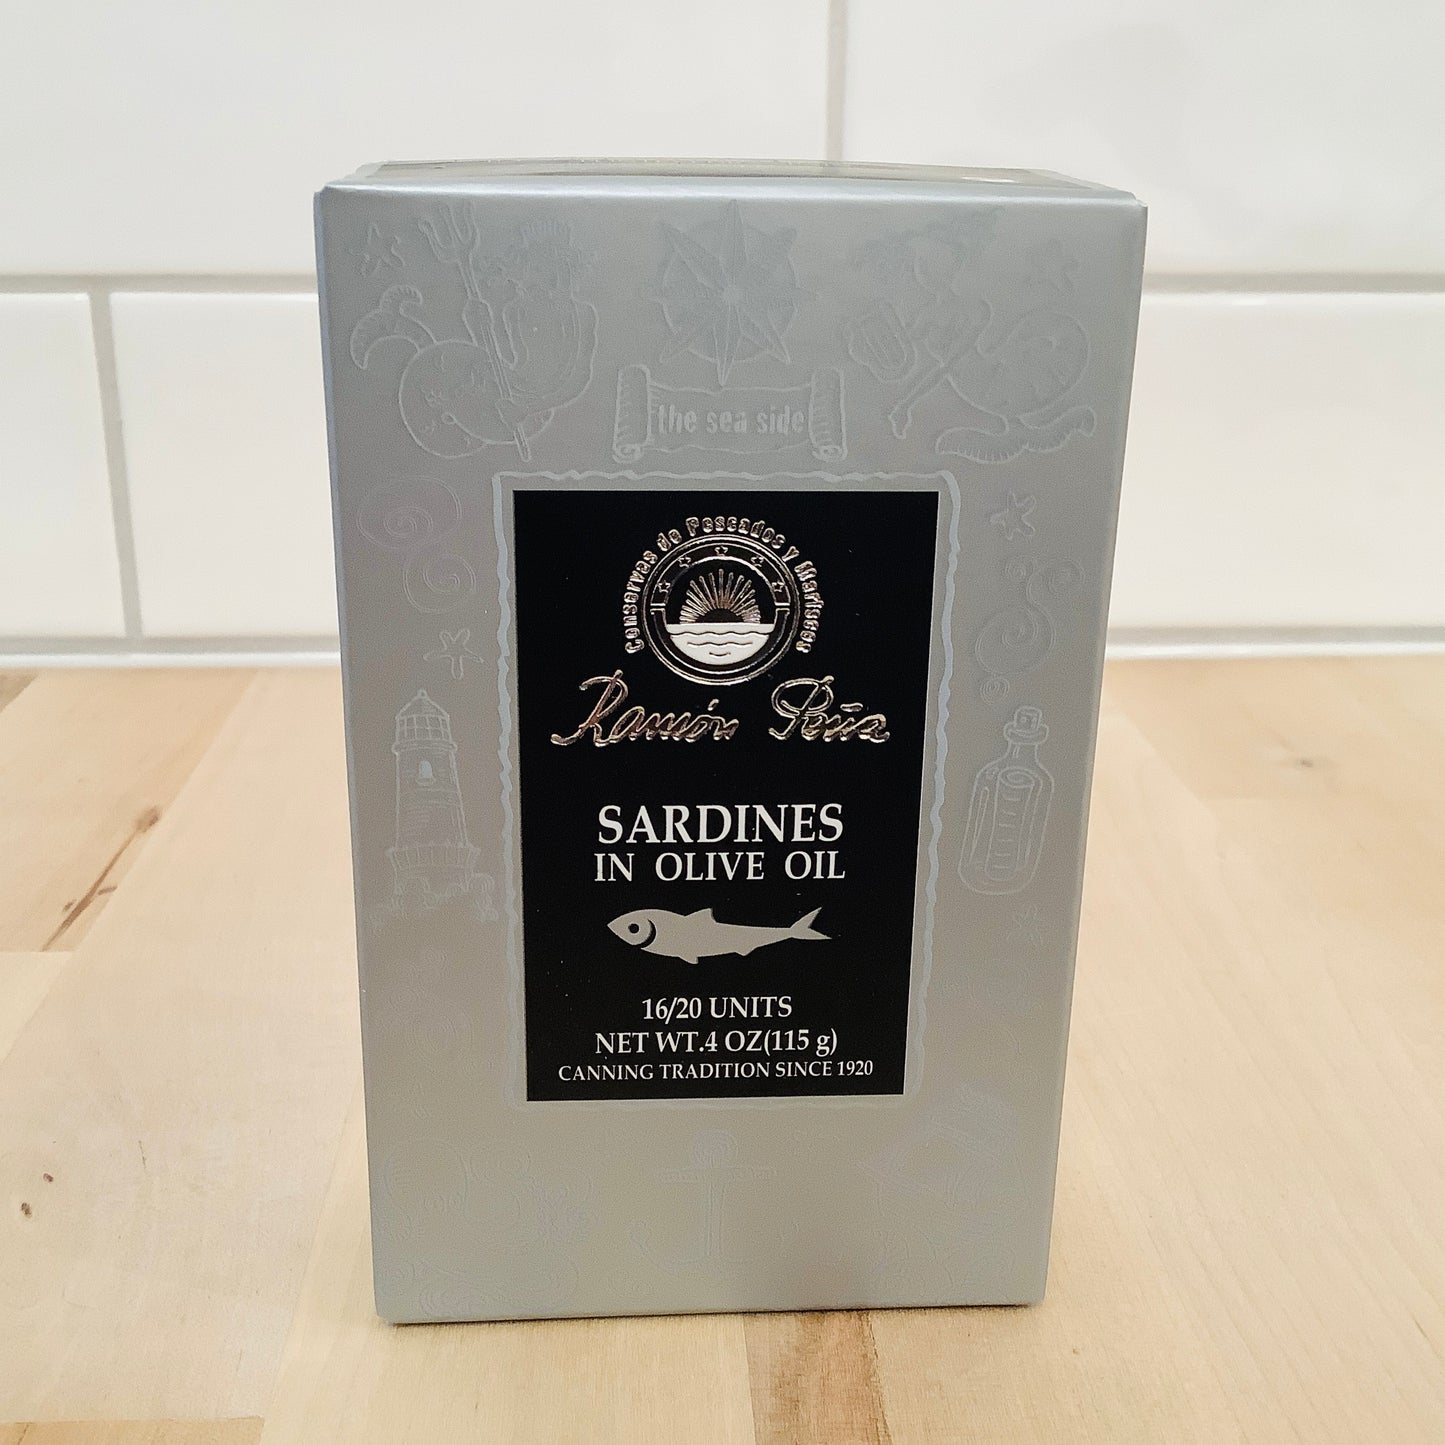 the sea side
Conservas de Pescados y Mariscos
Ramón Peña
SARDINES
IN OLIVE OIL
16/20 UNITS
NET WT.4 OZ(115 g)
CANNING TRADITION SINCE 1920